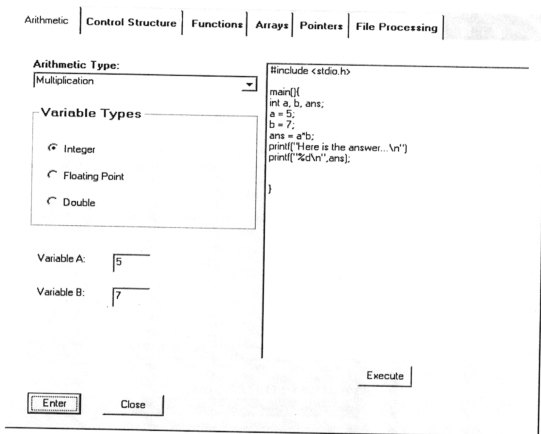 Arithmetic Control Structure Functions Arrays Pointers File Processing
Arithmetic Type:
Multiplication
Variable Types
Integer
Floating Point
Double
Variable A: 5
Variable B: 7
#include <stdio.h>
main(){
int a, b, ans;
a = 5;
b = 7;
ans = a*b;
printf("Here is the answer...\n")
printf("%d\n",ans);
}
Execute
Enter Close